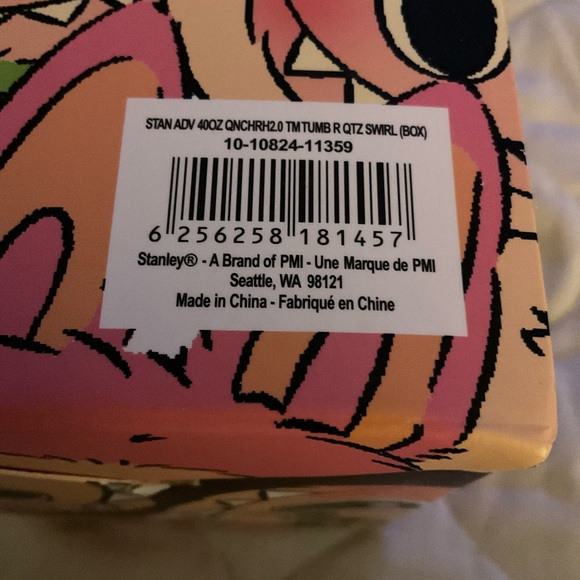 STAN ADV 40OZ QNCHRH2.0 TM TUMB R QTZ SWIRL (BOX)
10-10824-11359
6 256258 181457
Stanley® - A Brand of PMI - Une Marque de PMI
Seattle, WA 98121
Made in China - Fabriqué en Chine